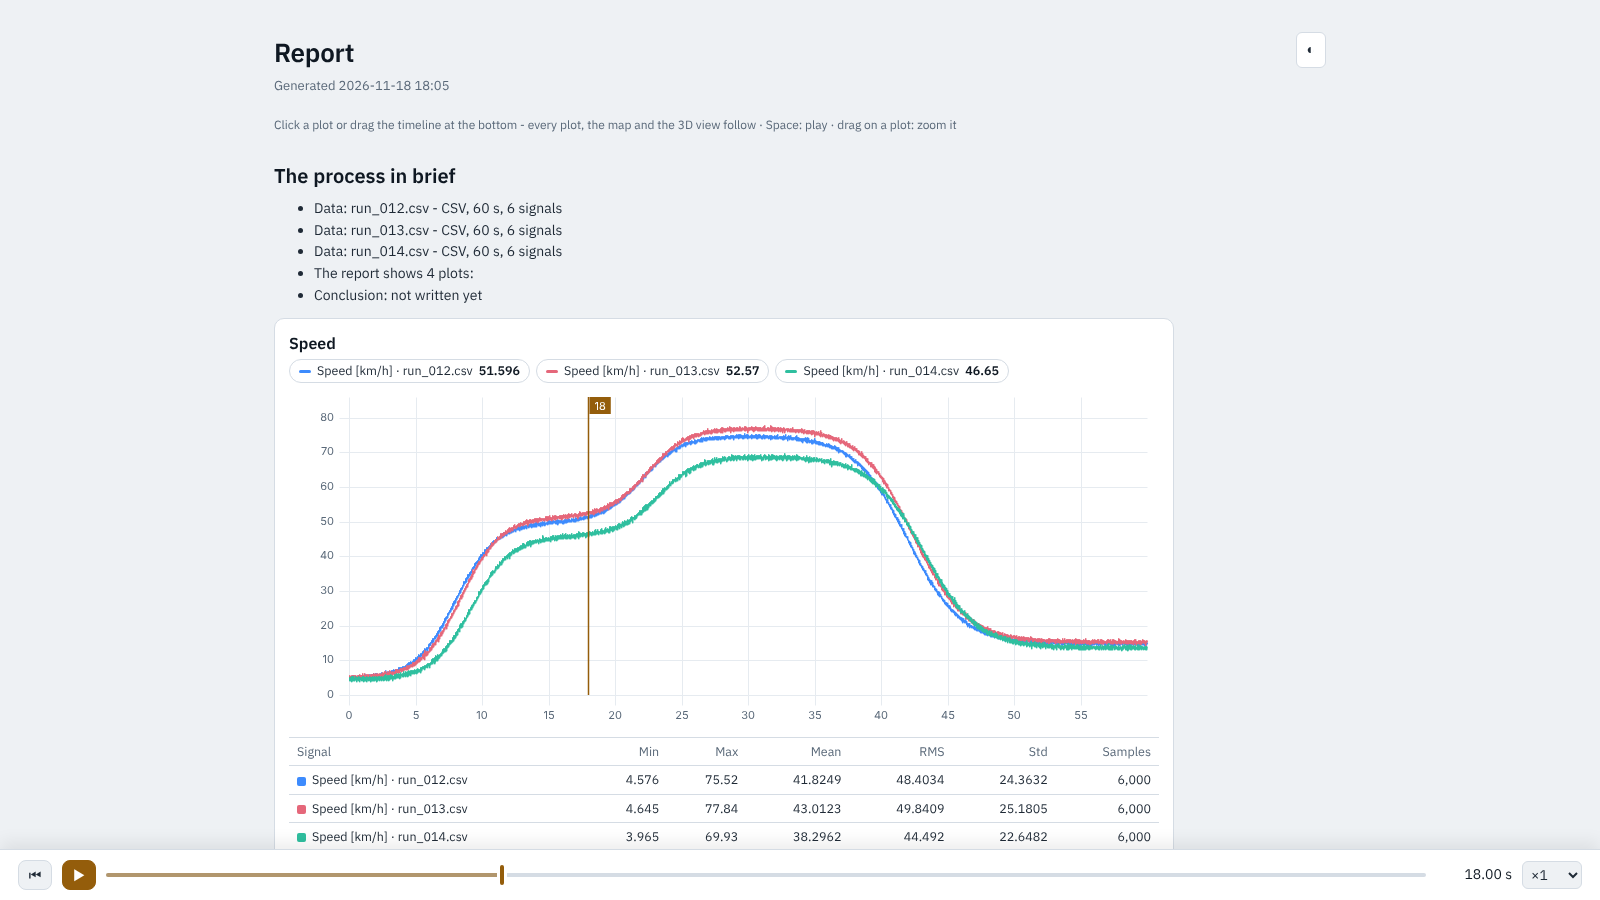 Report
Generated 2026-11-18 18:05
Click a plot or drag the timeline at the bottom - every plot, the map and the 3D view follow · Space: play · drag on a plot: zoom it
The process in brief
Data: run_012.csv - CSV, 60 s, 6 signals
Data: run_013.csv - CSV, 60 s, 6 signals
Data: run_014.csv - CSV, 60 s, 6 signals
The report shows 4 plots:
Conclusion: not written yet
Speed
Speed [km/h] · run_012.csv 51.596 Speed [km/h] · run_013.csv 52.57 Speed [km/h] · run_014.csv 46.65
18
80
70
60
50
40
30
20
10
0
0 5 10 15 20 25 30 35 40 45 50 55
Signal Min Max Mean RMS Std Samples
Speed [km/h] · run_012.csv 4.576 75.52 41.8249 48.4034 24.3632 6,000
Speed [km/h] · run_013.csv 4.645 77.84 43.0123 49.8409 25.1805 6,000
Speed [km/h] · run_014.csv 3.965 69.93 38.2962 44.492 22.6482 6,000
18.00 s ×1